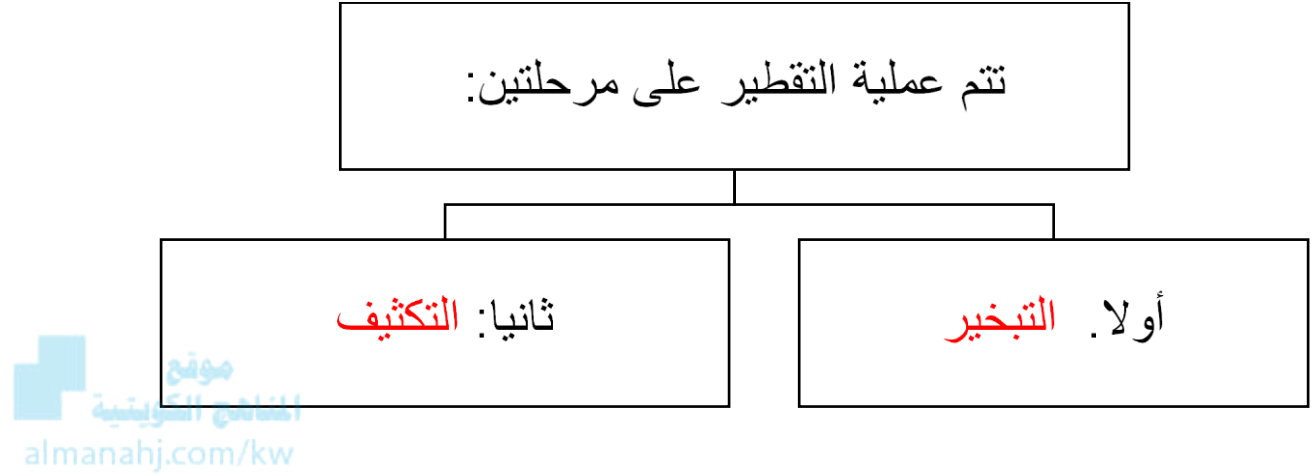 تتم عملية التقطير على مرحلتين:
أولا. التبخير
ثانيا: التكثيف
موقع
المناهج الكويتية
almanahj.com/kw